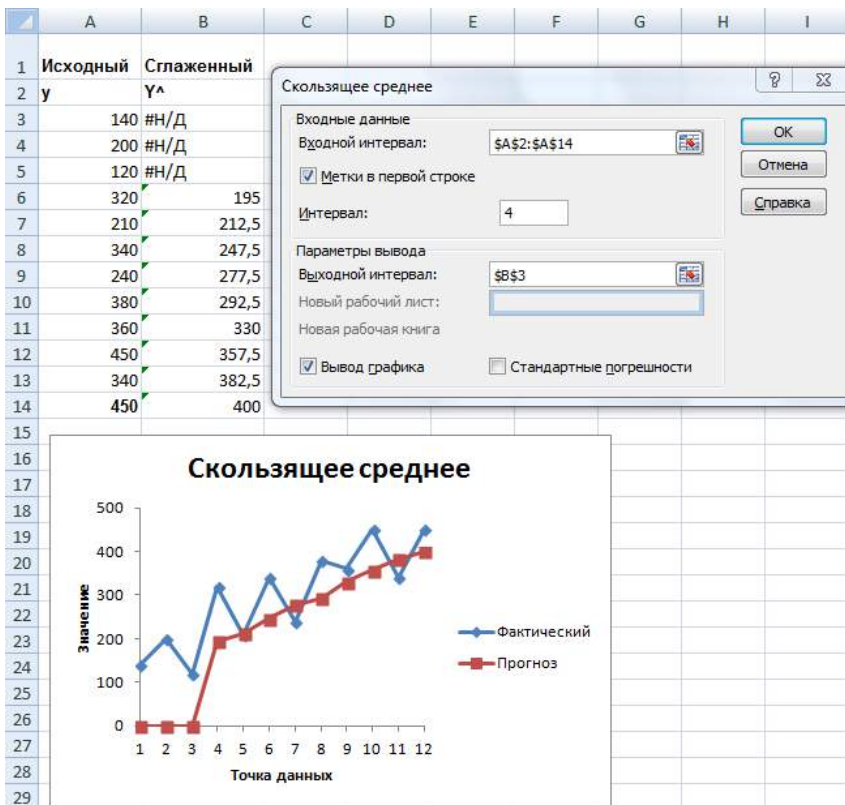 A B C D E F G H I
1 Исходный Сглаженный
2 y Y^
3 140 #Н/Д
4 200 #Н/Д
5 120 #Н/Д
6 320 195
7 210 212,5
8 340 247,5
9 240 277,5
10 380 292,5
11 360 330
12 450 357,5
13 340 382,5
14 450 400
15
16
17
18
19
20
21
22
23
24
25
26
27
28
29
Скользящее среднее
Входные данные
Входной интервал: $A$2:$A$14
Метки в первой строке
Интервал: 4
Параметры вывода
Выходной интервал: $B$3
Новый рабочий лист:
Новая рабочая книга
Вывод графика Стандартные погрешности
ОК
Отмена
Справка
Скользящее среднее
500
400
300
200
100
0
Значение
1 2 3 4 5 6 7 8 9 10 11 12
Точка данных
Фактический
Прогноз